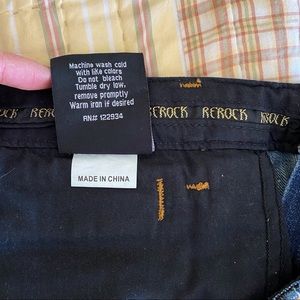 Machine wash cold
with like colors
Do not bleach
Tumble dry low,
remove promptly
Warm iron if desired
RN# 122934
REROCK REROCK REROCK
MADE IN CHINA